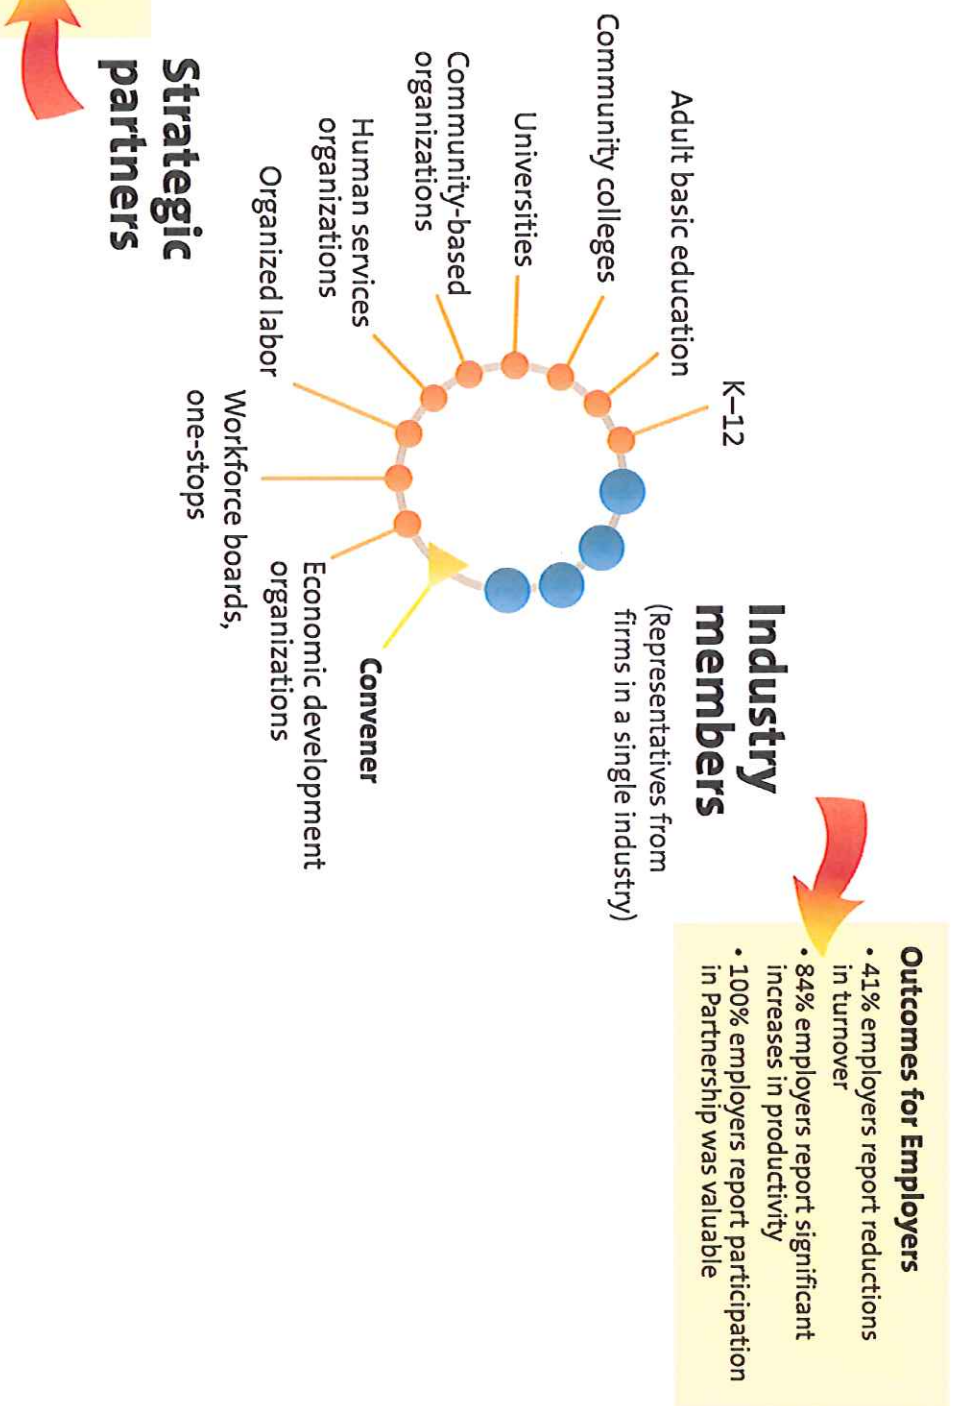 Industry
members
(Representatives from
firms in a single industry)
Outcomes for Employers
• 41% employers report reductions
in turnover
• 84% employers report significant
increases in productivity
• 100% employers report participation
in Partnership was valuable
K–12
Adult basic education
Community colleges
Universities
Community-based
organizations
Human services
organizations
Organized labor
Workforce boards,
one-stops
Economic development
organizations
Convener
Strategic
partners